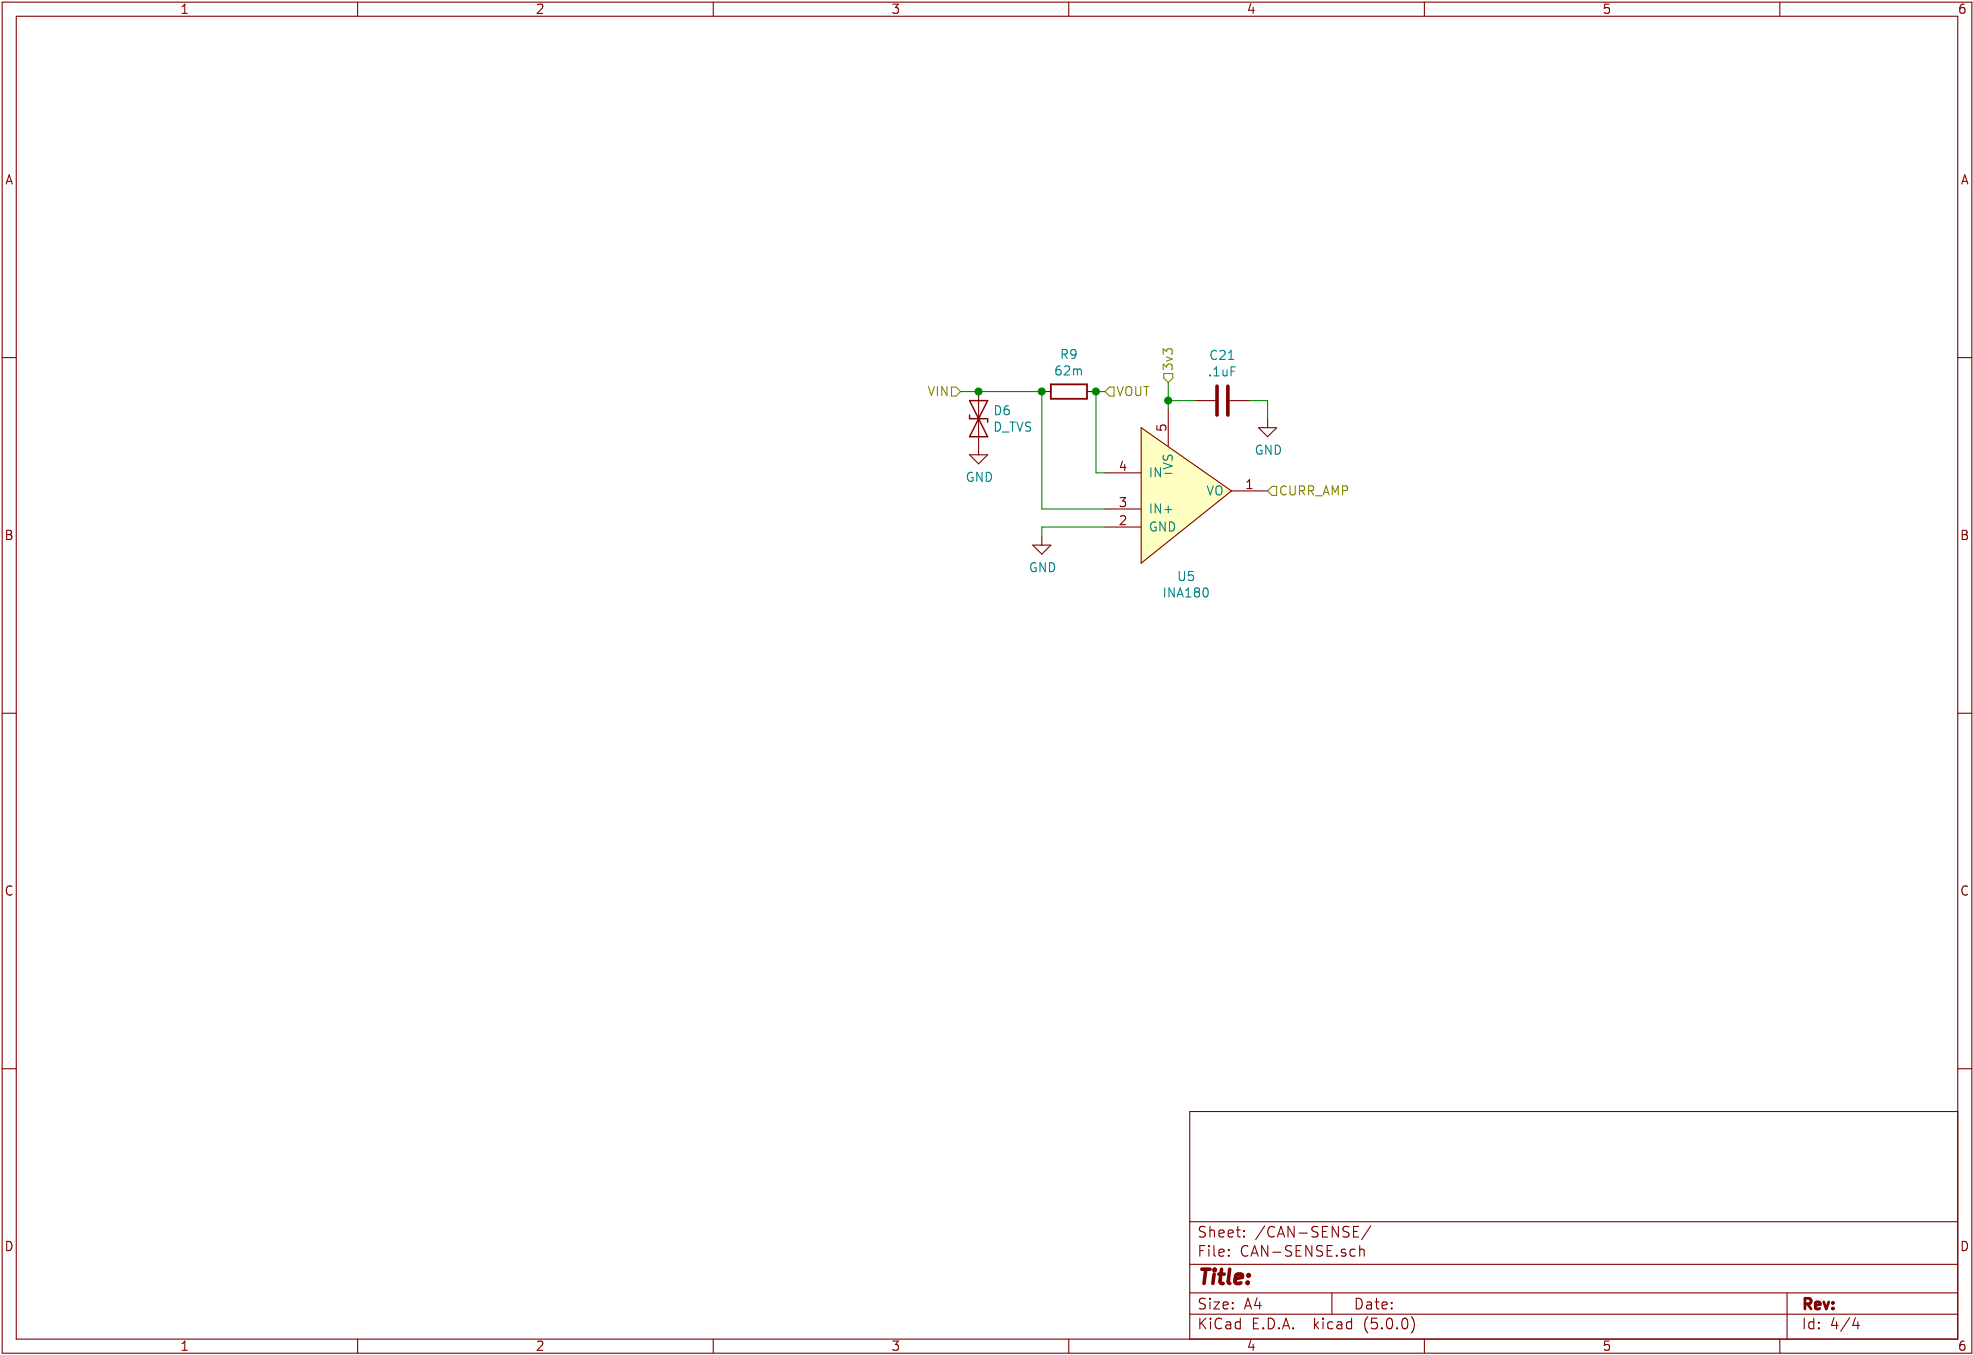 1 2 3 4 5 6
A A
3v3
R9
62m
C21
.1uF
VIN VOUT
D6
D_TVS
5
GND
GND
4 IN- VS
VO 1 CURR_AMP
3 IN+
2 GND
B B
GND
U5
INA180
C C
Sheet: /CAN-SENSE/
D D
File: CAN-SENSE.sch
Title:
Size: A4 Date: Rev:
KiCad E.D.A. kicad (5.0.0) Id: 4/4
1 2 3 4 5 6